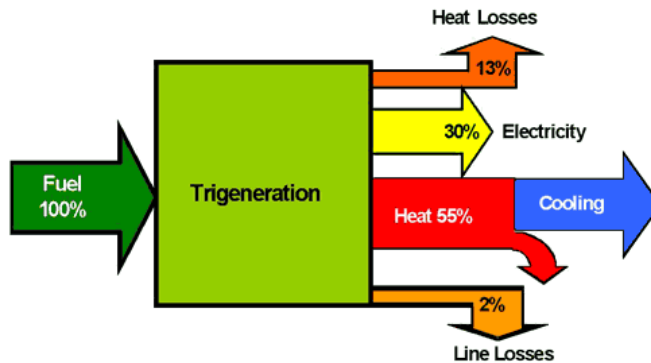 Heat Losses
13%
30% Electricity
Fuel
100%
Trigeneration
Heat 55%
Cooling
2%
Line Losses